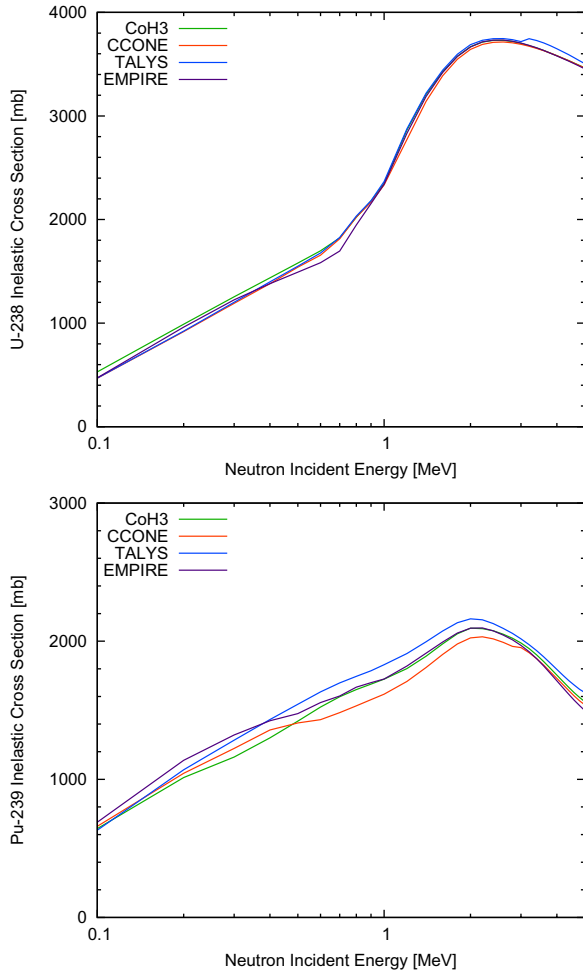 4000
3000
2000
1000
0
U-238 Inelastic Cross Section [mb]
CoH3
CCONE
TALYS
EMPIRE
0.1
1
Neutron Incident Energy [MeV]
3000
2000
1000
0
Pu-239 Inelastic Cross Section [mb]
CoH3
CCONE
TALYS
EMPIRE
0.1
1
Neutron Incident Energy [MeV]